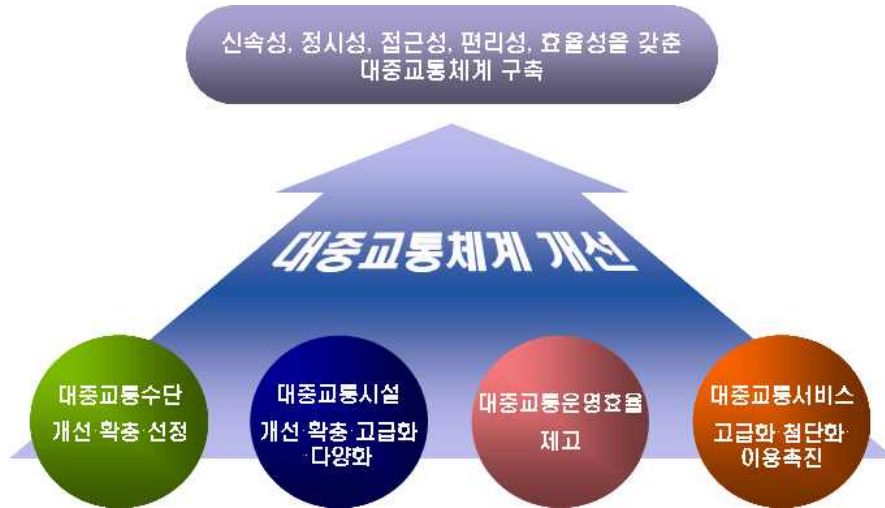 신속성, 정시성, 접근성, 편리성, 효율성을 갖춘
대중교통체계 구축
대중교통체계 개선
대중교통수단
개선·확충·선정
대중교통시설
개선·확충·고급화
·다양화
대중교통운영효율
제고
대중교통서비스
고급화·첨단화·
이용촉진